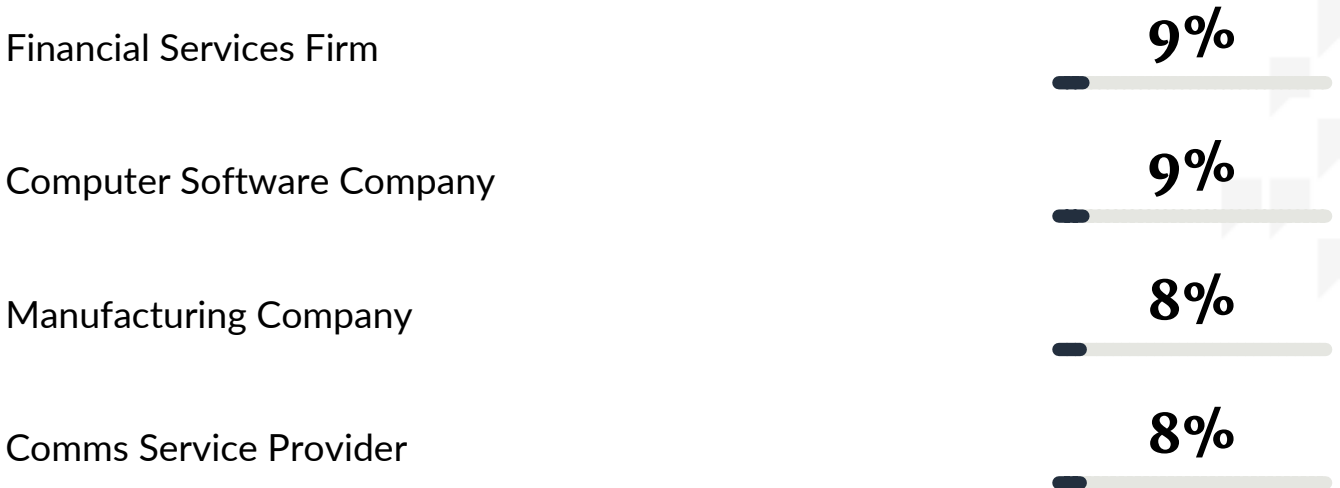 Financial Services Firm 9%
Computer Software Company 9%
Manufacturing Company 8%
Comms Service Provider 8%